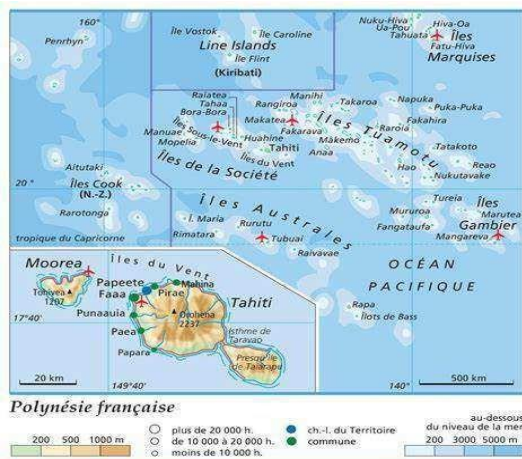 160°
Penrhyn
Île Vostok
Île Caroline
Line Islands
Île Flint
(Kiribati)
Nuku-Hiva
Ua-Pou
Hiva-Oa
Tahuata
Îles
Fatu-Hiva
Marquises
Raiatea
Tahaa
Bora-Bora
Îles Sous-le-Vent
Manuae
Mopelia
Huahine
Tahiti
Îles du Vent
Îles de la Société
Manihi
Rangiroa
Makatea
Fakarava
Takaroa
Napuka
Puka-Puka
Fakahira
Raroia
Makemo
Anaa
Îles Tuamotu
Tatakoto
Hao
Reao
Nukutavake
Aitutaki
20°
Îles Cook
(N.-Z.)
Rarotonga
tropique du Capricorne
Îles Australes
Î. Maria
Rimatara
Rurutu
Tubuai
Raivavae
Tureia
Mururoa
Fangataufa
Îles
Marutea
Gambier
Mangareva
OCÉAN
PACIFIQUE
Rapa
Îlots de Bass
Îles du Vent
Moorea
Tohivea
1207
Papeete
Faaa
Pirae
Mahina
Tahiti
Punaauia
Orohena
2237
Paea
Papara
Isthme de
Taravao
Presqu'île
de Taiarapu
17°40'
20 km
149°40'
140°
500 km
Polynésie française
200 500 1000 m
plus de 20 000 h.
de 10 000 à 20 000 h.
moins de 10 000 h.
ch.-l. du Territoire
commune
au-dessous
du niveau de la mer
200 3000 5000 m